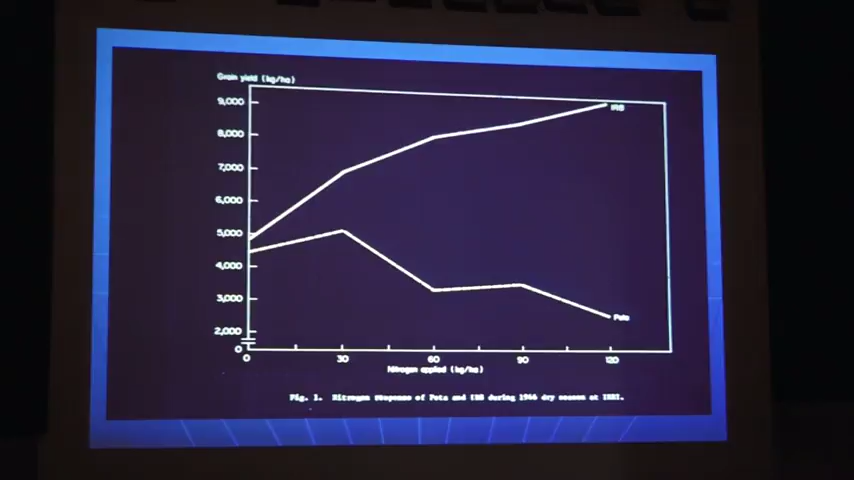 Grain yield (kg/ha)
9,000
8,000
7,000
6,000
5,000
4,000
3,000
2,000
0
0 30 60 90 120
Nitrogen applied (kg/ha)
IR8
Peta
Fig. 1. Nitrogen response of Peta and IR8 during 1966 dry season at IRRI.